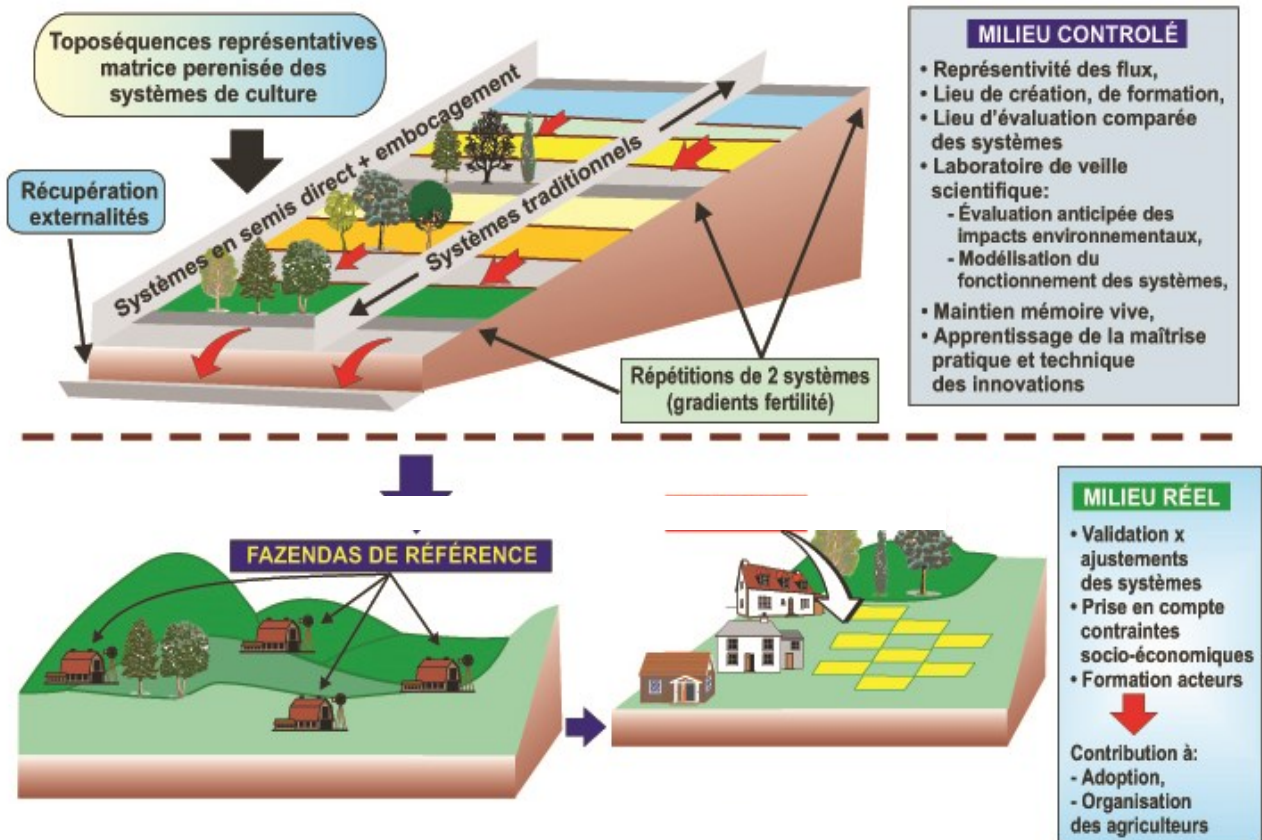 Toposéquences représentatives
matrice perenisée des
systèmes de culture
Récupération
externalités
Systèmes en semis direct + embocagement
Systèmes traditionnels
Répétitions de 2 systèmes
(gradients fertilité)
MILIEU CONTROLÉ
• Représentivité des flux,
• Lieu de création, de formation,
• Lieu d'évaluation comparée
des systèmes
• Laboratoire de veille
scientifique:
- Évaluation anticipée des
impacts environnementaux,
- Modélisation du
fonctionnement des systèmes,
• Maintien mémoire vive,
• Apprentissage de la maîtrise
pratique et technique
des innovations
FAZENDAS DE RÉFÉRENCE
MILIEU RÉEL
• Validation x
ajustements
des systèmes
• Prise en compte
contraintes
socio-économiques
• Formation acteurs
Contribution à:
- Adoption,
- Organisation
des agriculteurs